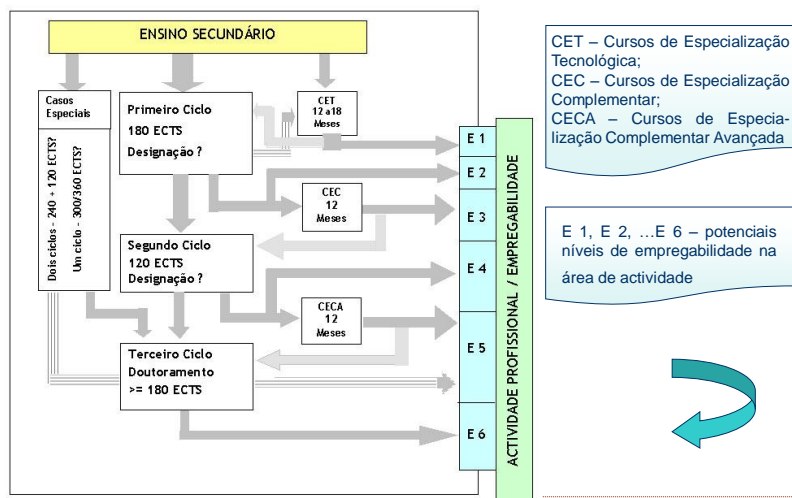 ENSINO SECUNDÁRIO
Casos
Especiais
Dois ciclos - 240 + 120 ECTS?
Um ciclo - 300/360 ECTS?
Primeiro Ciclo
180 ECTS
Designação ?
CET
12 a 18
Meses
CEC
12
Meses
Segundo Ciclo
120 ECTS
Designação ?
CECA
12
Meses
Terceiro Ciclo
Doutoramento
>= 180 ECTS
E 1
E 2
E 3
E 4
E 5
E 6
ACTIVIDADE PROFISSIONAL / EMPREGABILIDADE
CET – Cursos de Especialização
Tecnológica;
CEC – Cursos de Especialização
Complementar;
CECA – Cursos de Especia-
lização Complementar Avançada
E 1, E 2, ...E 6 – potenciais
níveis de empregabilidade na
área de actividade